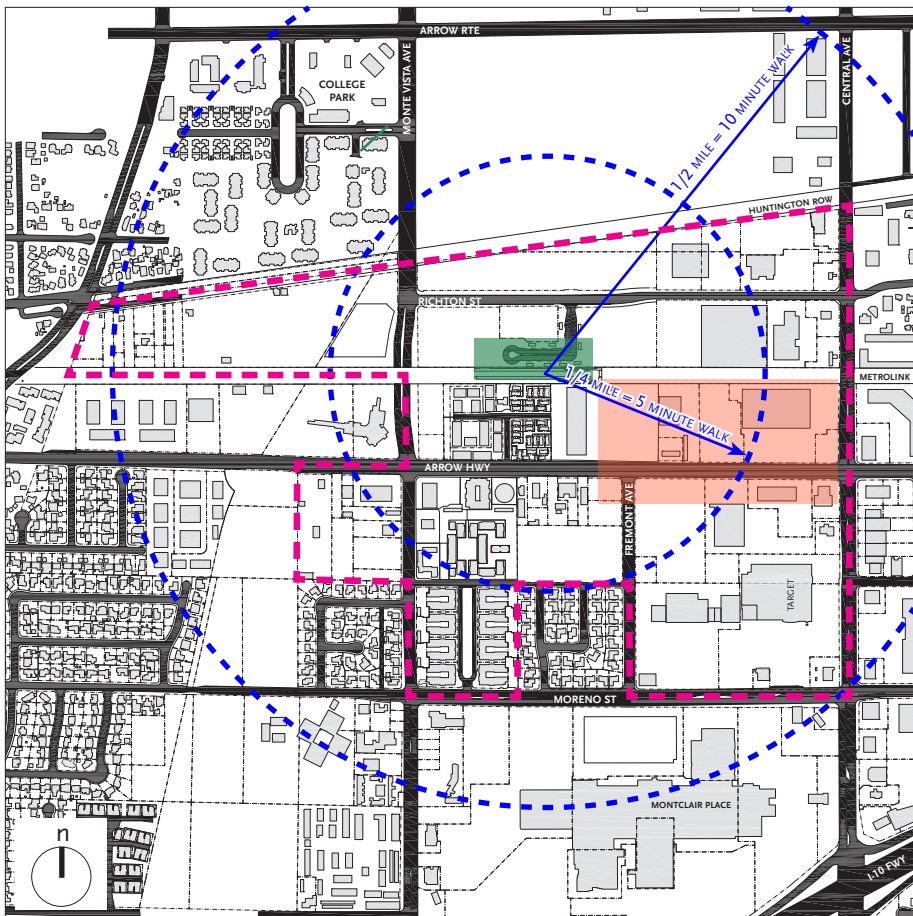 ARROW RTE
COLLEGE
PARK
MONTE VISTA AVE
CENTRAL AVE
1/2 MILE = 10 MINUTE WALK
HUNTINGTON ROW
RICHTON ST
METROLINK
1/4 MILE = 5 MINUTE WALK
ARROW HWY
FREMONT AVE
TARGET
MORENO ST
MONTCLAIR PLACE
n
I-10 FWY